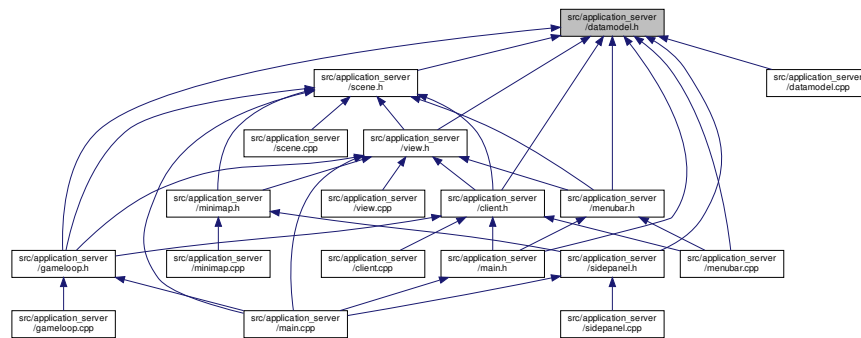 src/application_server
/datamodel.h
src/application_server
/scene.h
src/application_server
/datamodel.cpp
src/application_server
/scene.cpp
src/application_server
/view.h
src/application_server
/minimap.h
src/application_server
/view.cpp
src/application_server
/client.h
src/application_server
/menubar.h
src/application_server
/gameloop.h
src/application_server
/minimap.cpp
src/application_server
/client.cpp
src/application_server
/main.h
src/application_server
/sidepanel.h
src/application_server
/menubar.cpp
src/application_server
/gameloop.cpp
src/application_server
/main.cpp
src/application_server
/sidepanel.cpp